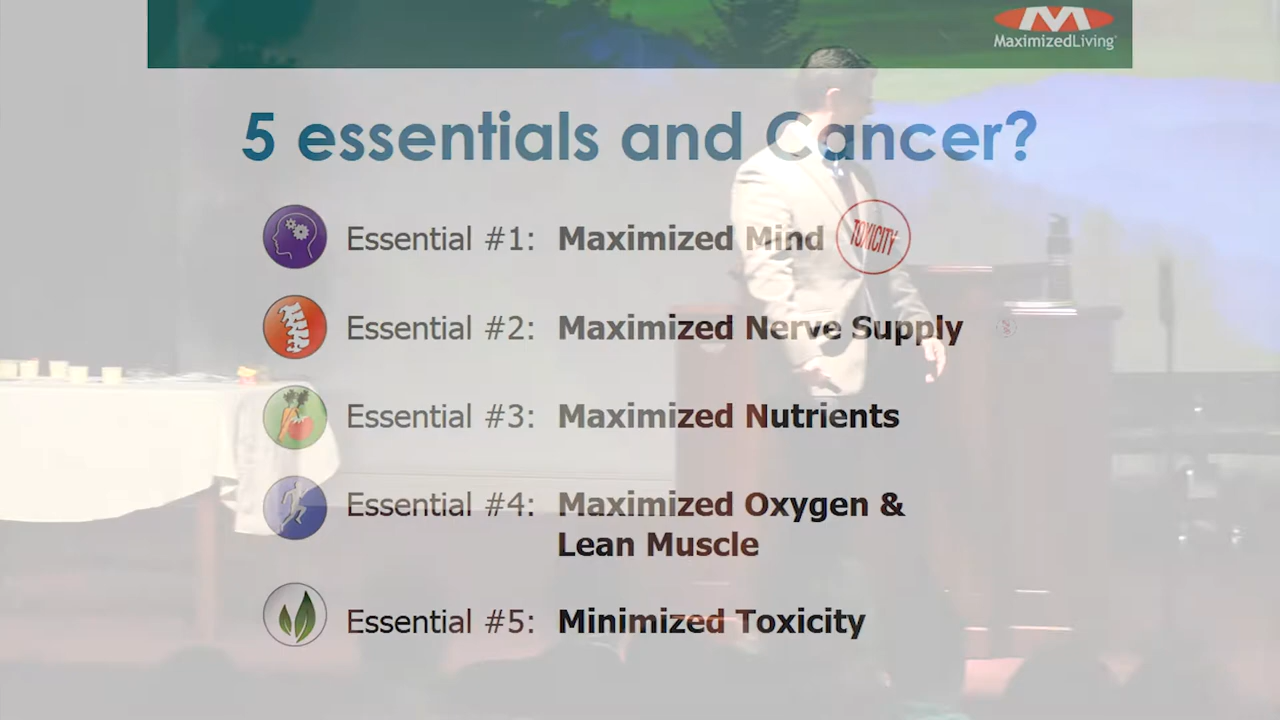 MaximizedLiving
5 essentials and Cancer?
Essential #1: Maximized Mind
TOXICITY
Essential #2: Maximized Nerve Supply
Essential #3: Maximized Nutrients
Essential #4: Maximized Oxygen &
Lean Muscle
Essential #5: Minimized Toxicity